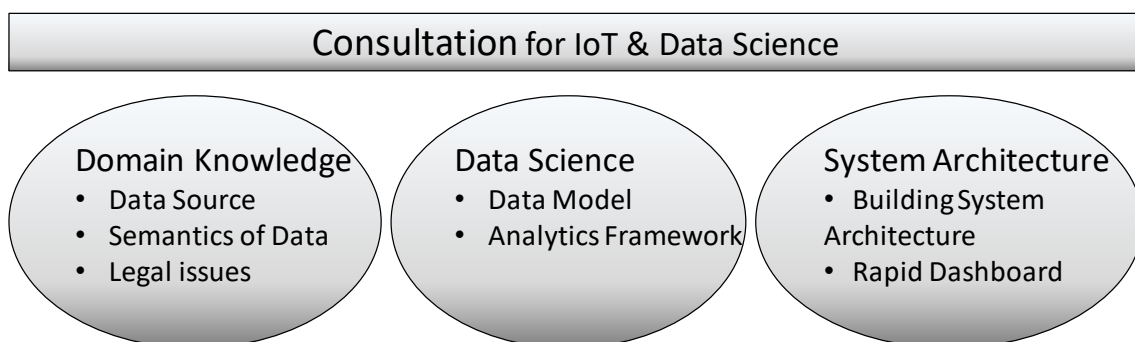 Consultation for IoT & Data Science
Domain Knowledge
• Data Source
• Semantics of Data
• Legal issues
Data Science
• Data Model
• Analytics Framework
System Architecture
• Building System
Architecture
• Rapid Dashboard